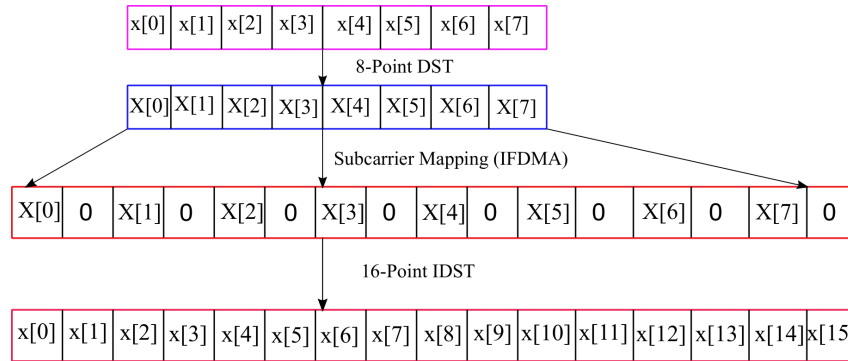 x[0] x[1] x[2] x[3] x[4] x[5] x[6] x[7]
8-Point DST
X[0] X[1] X[2] X[3] X[4] X[5] X[6] X[7]
Subcarrier Mapping (IFDMA)
X[0] 0 X[1] 0 X[2] 0 X[3] 0 X[4] 0 X[5] 0 X[6] 0 X[7] 0
16-Point IDST
x[0] x[1] x[2] x[3] x[4] x[5] x[6] x[7] x[8] x[9] x[10] x[11] x[12] x[13] x[14] x[15